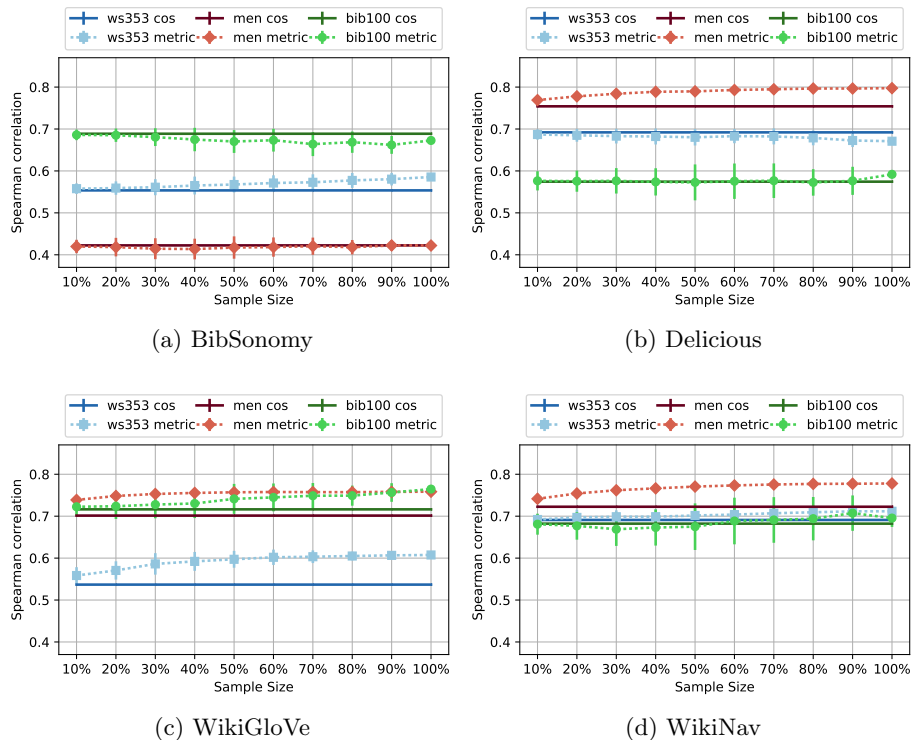 ws353 cos men cos bib100 cos
ws353 metric men metric bib100 metric
0.8
0.7
0.6
0.5
0.4
Spearman correlation
10% 20% 30% 40% 50% 60% 70% 80% 90% 100%
Sample Size
(a) BibSonomy
ws353 cos men cos bib100 cos
ws353 metric men metric bib100 metric
0.8
0.7
0.6
0.5
0.4
Spearman correlation
10% 20% 30% 40% 50% 60% 70% 80% 90% 100%
Sample Size
(b) Delicious
ws353 cos men cos bib100 cos
ws353 metric men metric bib100 metric
0.8
0.7
0.6
0.5
0.4
Spearman correlation
10% 20% 30% 40% 50% 60% 70% 80% 90% 100%
Sample Size
(c) WikiGloVe
ws353 cos men cos bib100 cos
ws353 metric men metric bib100 metric
0.8
0.7
0.6
0.5
0.4
Spearman correlation
10% 20% 30% 40% 50% 60% 70% 80% 90% 100%
Sample Size
(d) WikiNav